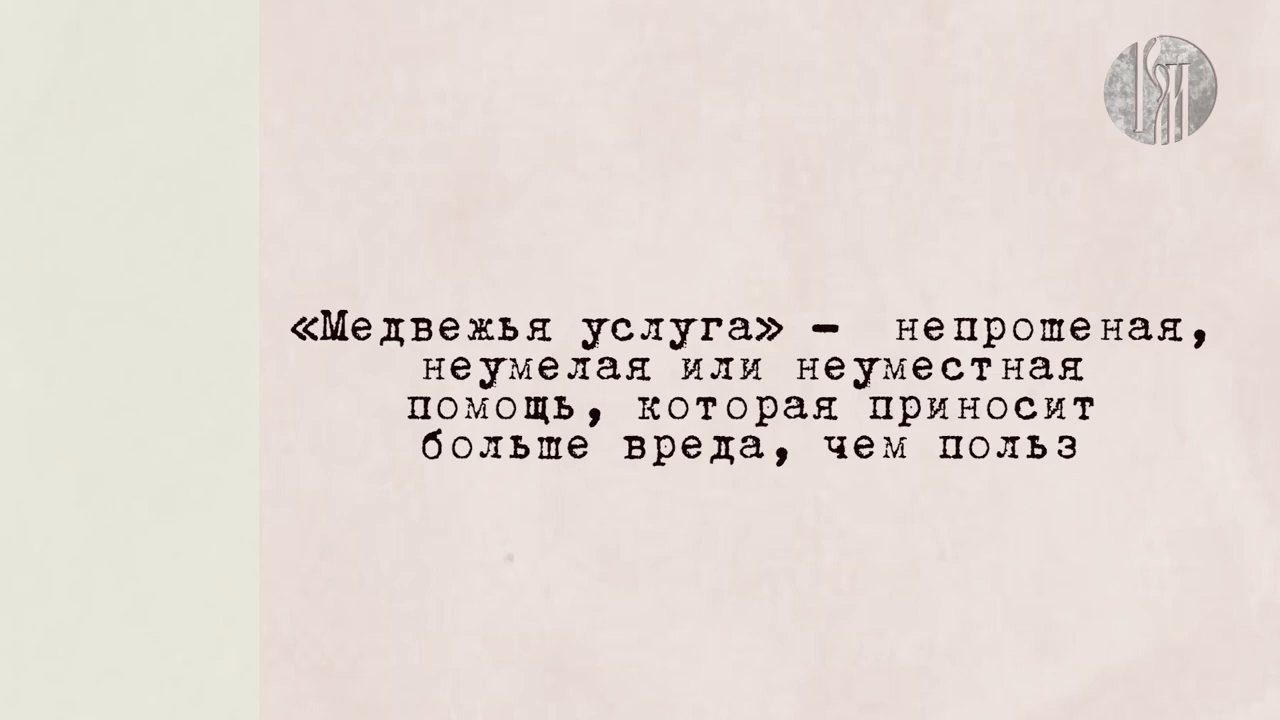 «Медвежья услуга» – непрошеная,
неумелая или неуместная
помощь, которая приносит
больше вреда, чем польз